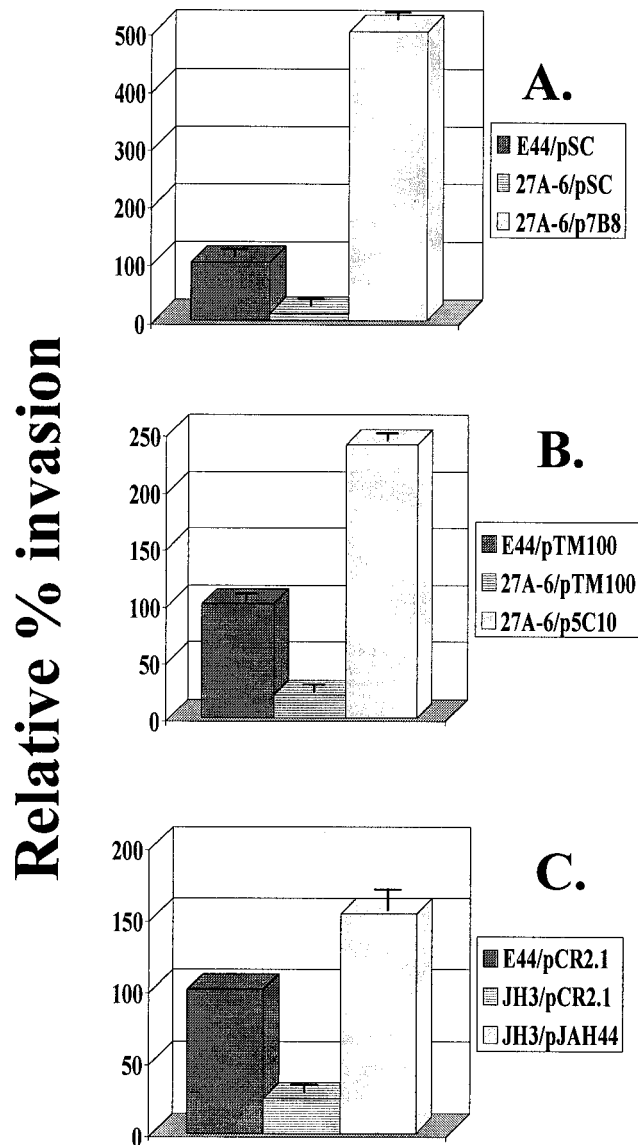 Relative % invasion
A.
500
400
300
200
100
0
E44/pSC
27A-6/pSC
27A-6/p7B8
B.
250
200
150
100
50
0
E44/pTM100
27A-6/pTM100
27A-6/p5C10
C.
200
150
100
50
0
E44/pCR2.1
JH3/pCR2.1
JH3/pJAH44